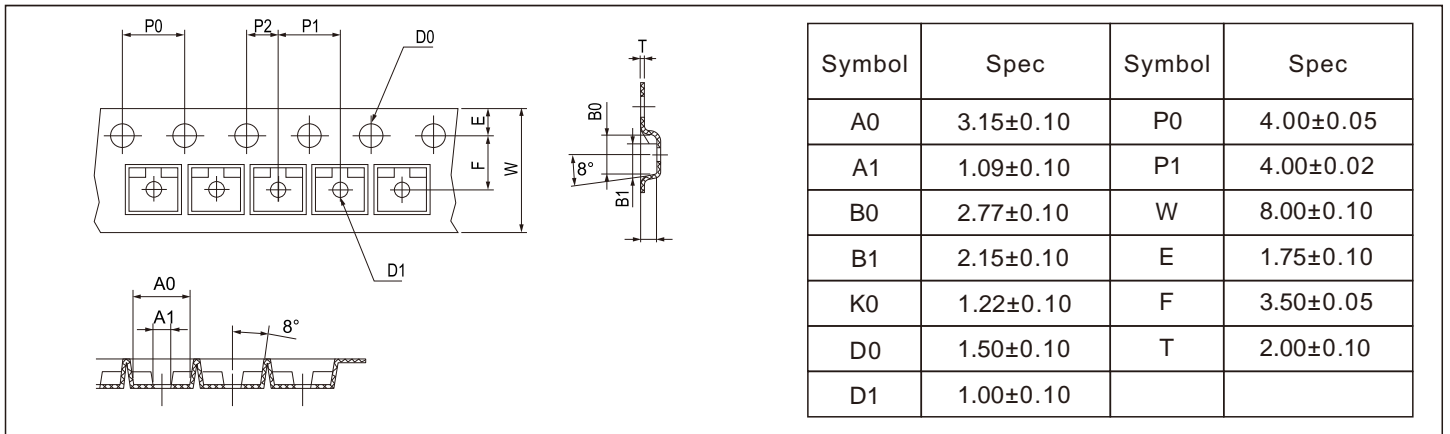 P0 P2 P1
D0
E
F
W
D1
A0
A1
8°
T
B0
8°
B1
Symbol Spec Symbol Spec
A0 3.15±0.10 P0 4.00±0.05
A1 1.09±0.10 P1 4.00±0.02
B0 2.77±0.10 W 8.00±0.10
B1 2.15±0.10 E 1.75±0.10
K0 1.22±0.10 F 3.50±0.05
D0 1.50±0.10 T 2.00±0.10
D1 1.00±0.10